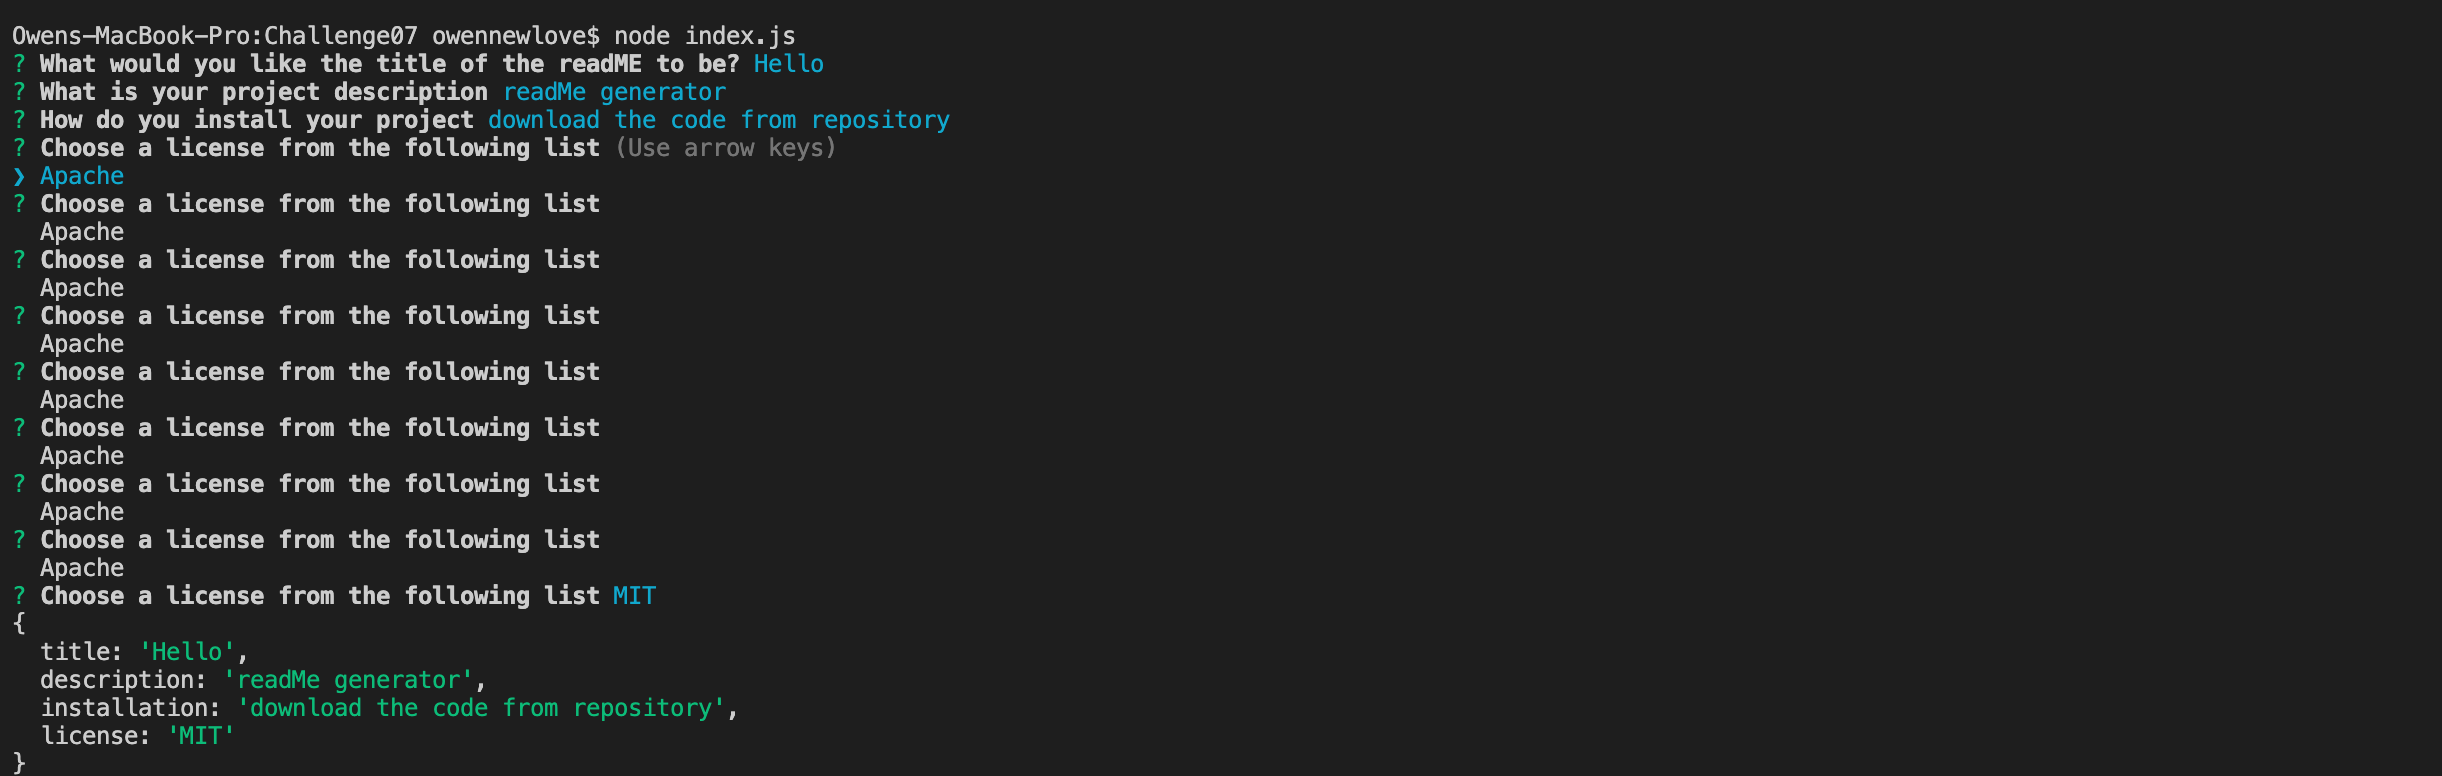 Owens-MacBook-Pro:Challenge07 owennewlove$ node index.js
? What would you like the title of the readME to be? Hello
? What is your project description readMe generator
? How do you install your project download the code from repository
? Choose a license from the following list (Use arrow keys)
❯ Apache
? Choose a license from the following list
  Apache
? Choose a license from the following list
  Apache
? Choose a license from the following list
  Apache
? Choose a license from the following list
  Apache
? Choose a license from the following list
  Apache
? Choose a license from the following list
  Apache
? Choose a license from the following list
  Apache
? Choose a license from the following list MIT
{
  title: 'Hello',
  description: 'readMe generator',
  installation: 'download the code from repository',
  license: 'MIT'
}